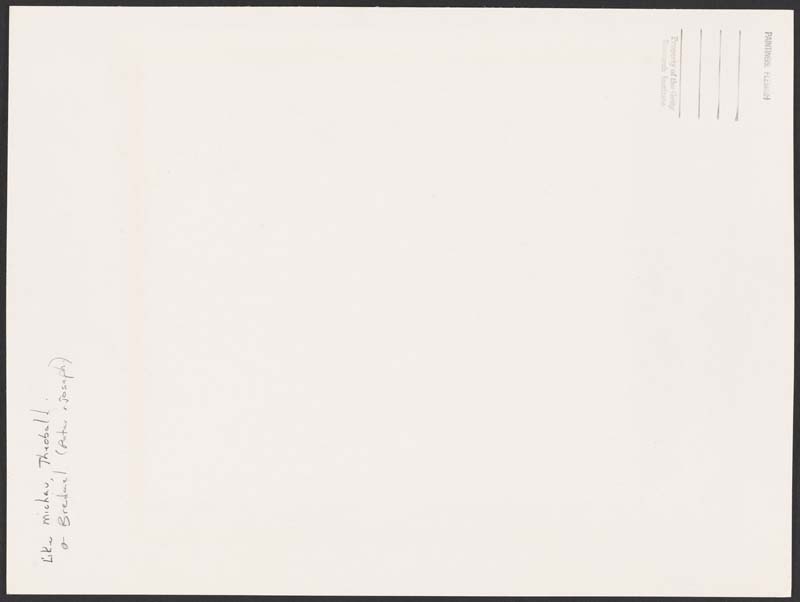 PAINTINGS, FLEMISH
Property of the Getty
Research Institute
Like Michau, Theobald.
or Bredael (Peter + Joseph)